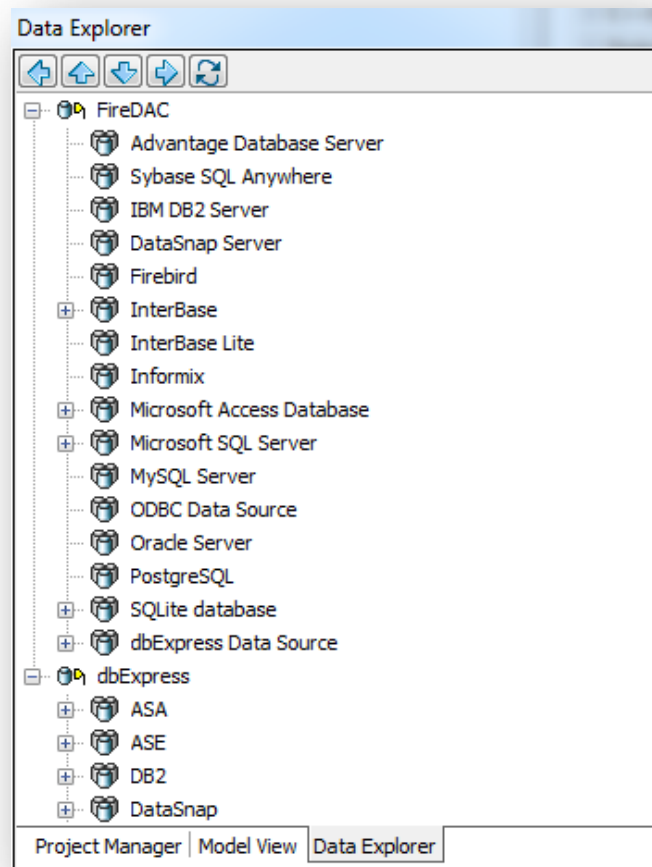 Data Explorer
FireDAC
Advantage Database Server
Sybase SQL Anywhere
IBM DB2 Server
DataSnap Server
Firebird
InterBase
InterBase Lite
Informix
Microsoft Access Database
Microsoft SQL Server
MySQL Server
ODBC Data Source
Oracle Server
PostgreSQL
SQLite database
dbExpress Data Source
dbExpress
ASA
ASE
DB2
DataSnap
Project Manager Model View Data Explorer